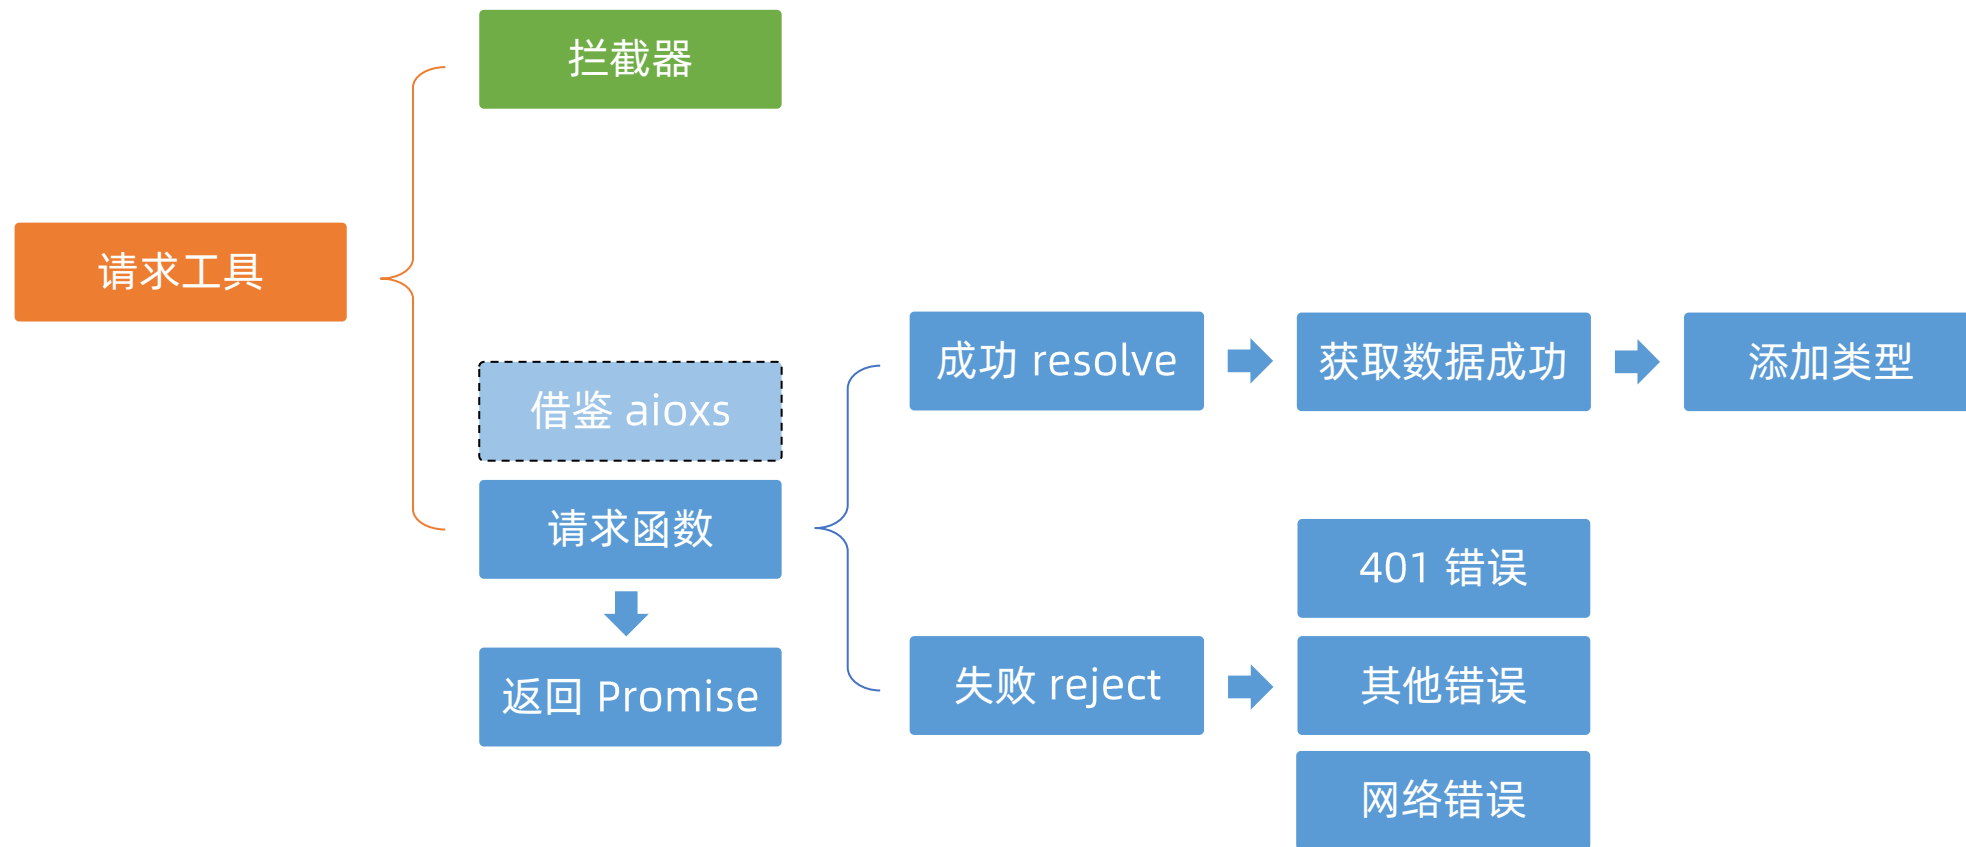 拦截器
请求工具
借鉴 aioxs
请求函数
返回 Promise
成功 resolve
获取数据成功
添加类型
失败 reject
401 错误
其他错误
网络错误